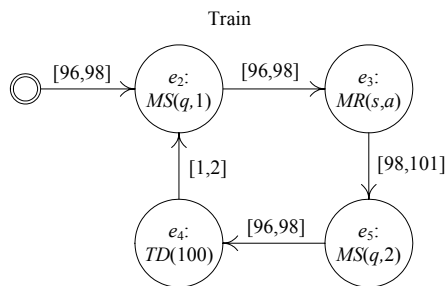 Train
[96,98]
e2:
MS(q,1)
[96,98]
e3:
MR(s,a)
[1,2]
[98,101]
e4:
TD(100)
[96,98]
e5:
MS(q,2)